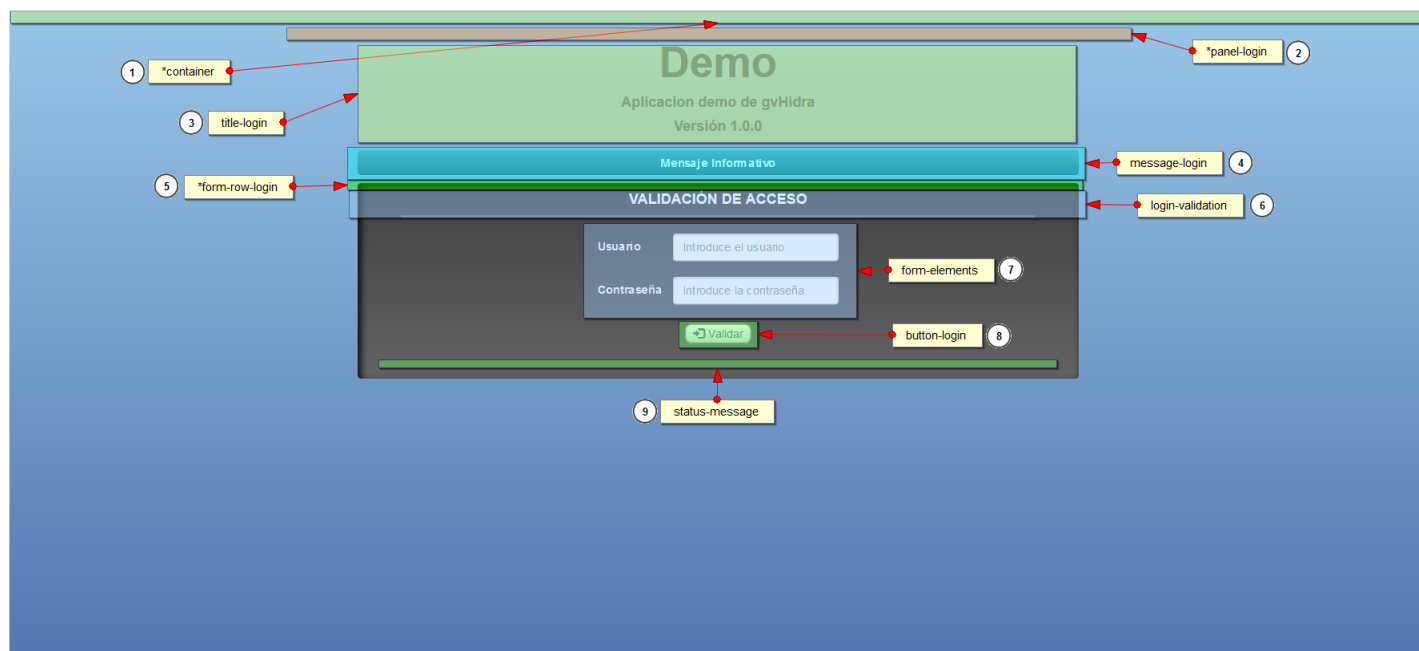 *panel-login 2
1 *container
Demo
Aplicacion demo de gvHidra
3 title-login
Versión 1.0.0
Mensaje Informativo
message-login 4
5 *form-row-login
VALIDACIÓN DE ACCESO
login-validation 6
Usuario Introduce el usuario
form-elements 7
Contraseña Introduce la contraseña
Validar
button-login 8
9 status-message